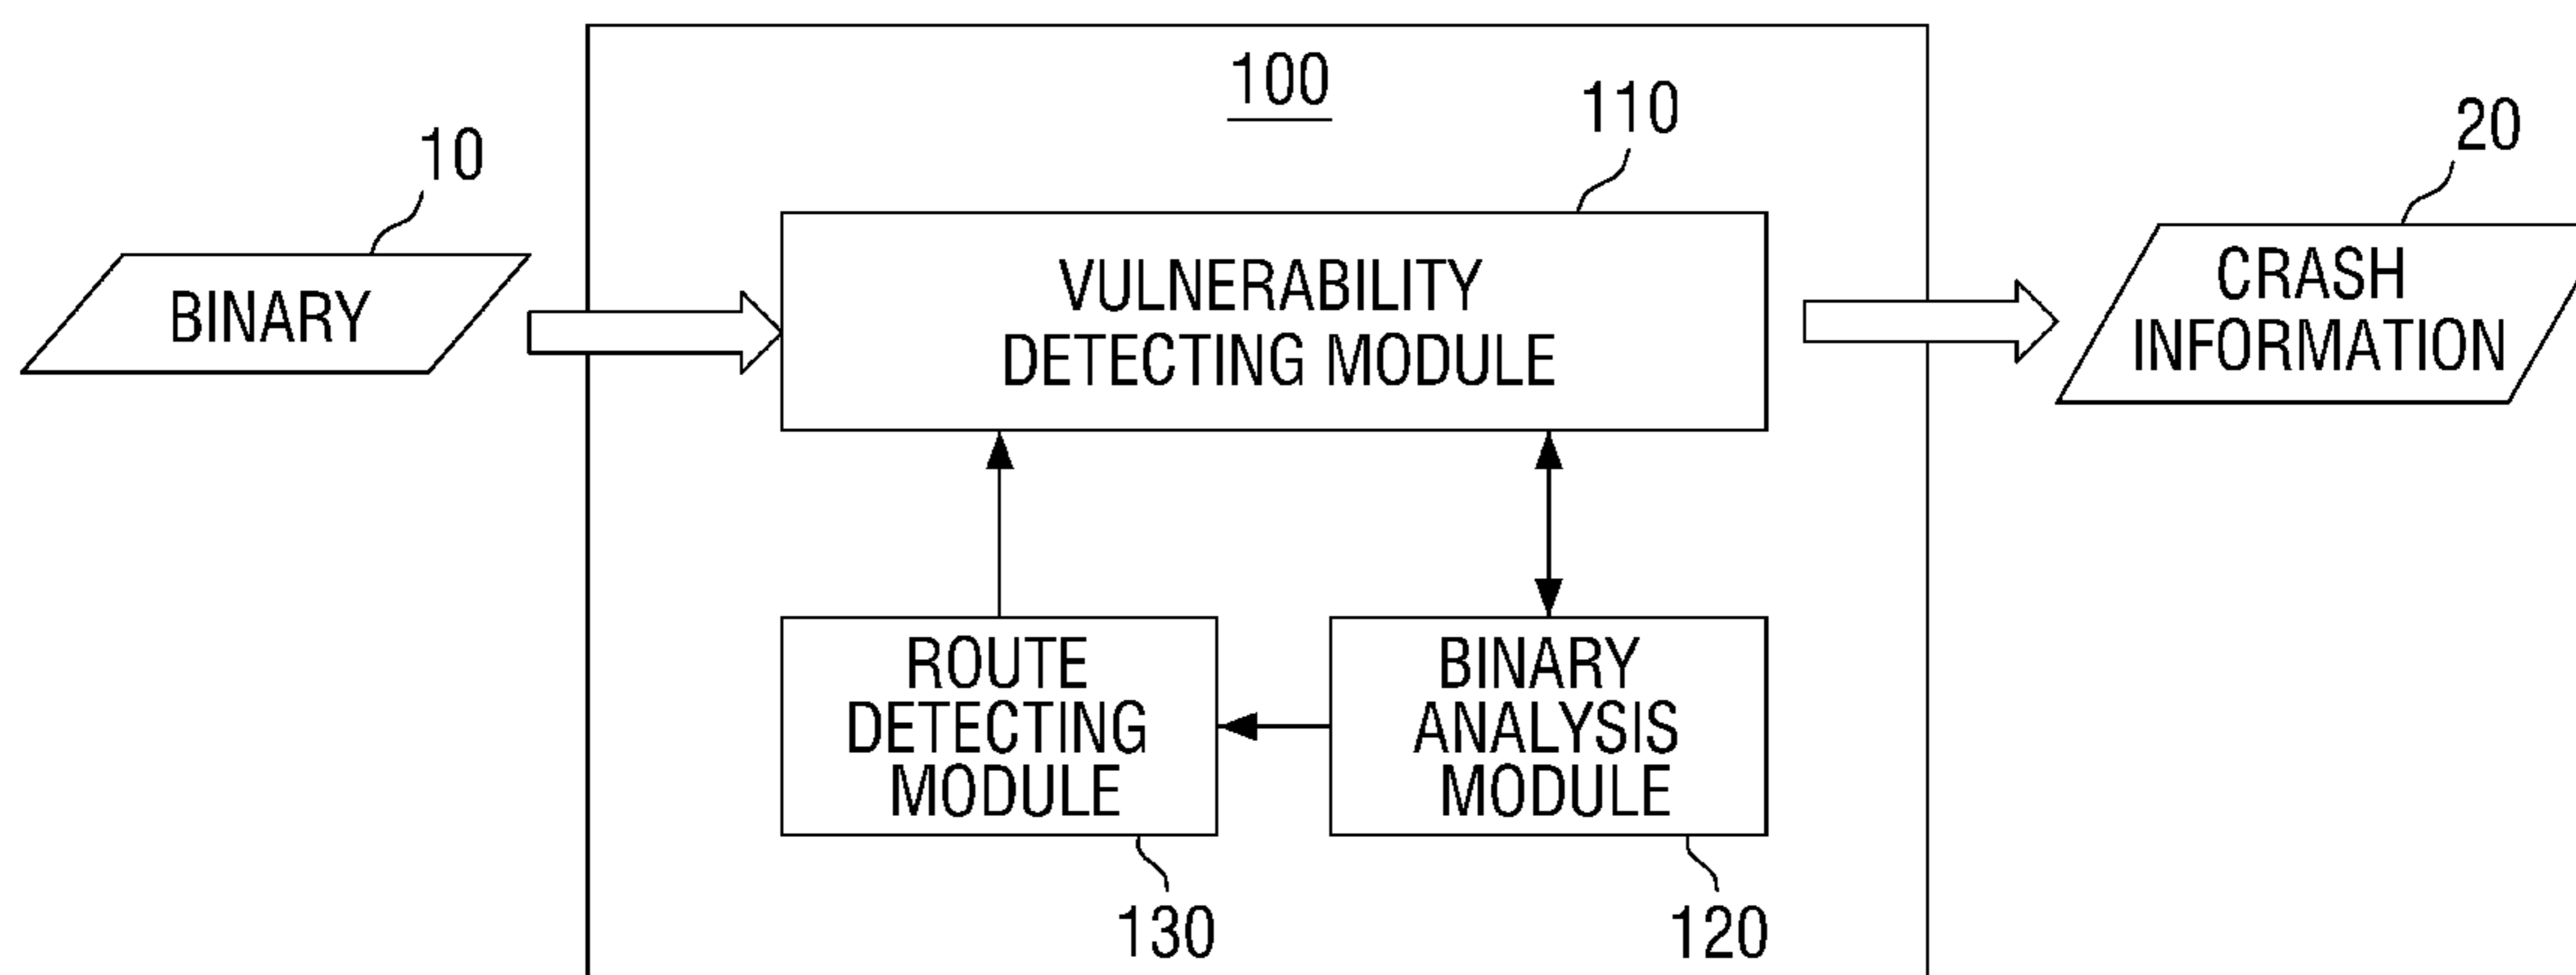 100
110
10
20
BINARY
VULNERABILITY
DETECTING MODULE
CRASH
INFORMATION
ROUTE
DETECTING
MODULE
BINARY
ANALYSIS
MODULE
130
120